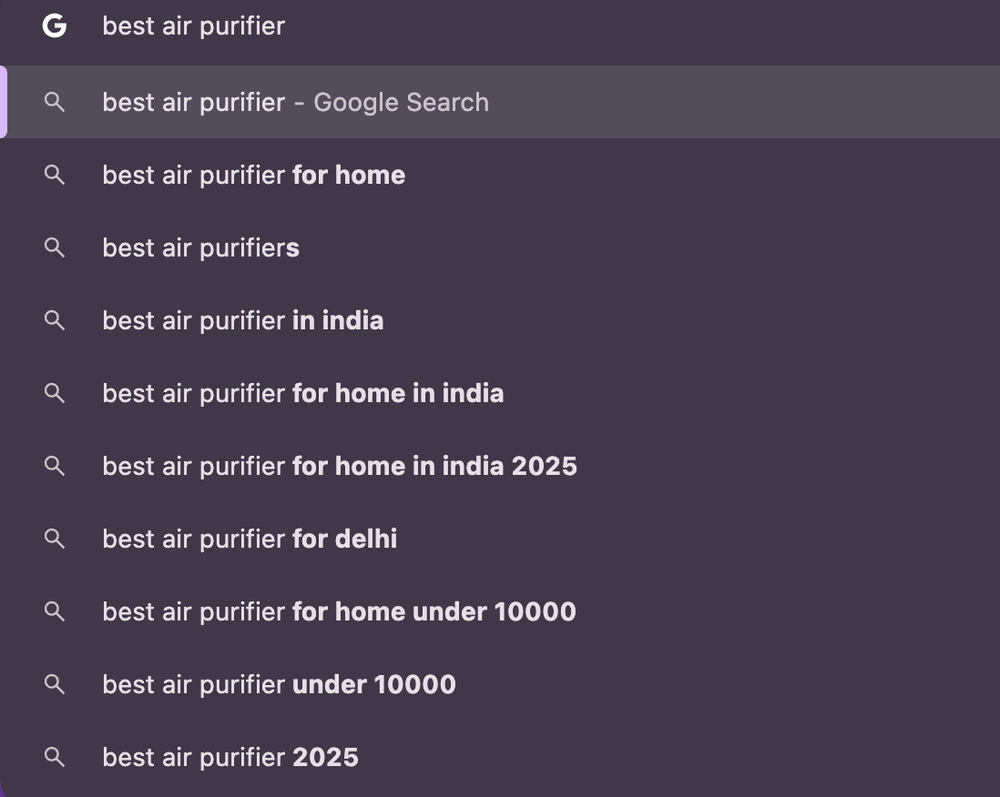 best air purifier
best air purifier – Google Search
best air purifier for home
best air purifiers
best air purifier in india
best air purifier for home in india
best air purifier for home in india 2025
best air purifier for delhi
best air purifier for home under 10000
best air purifier under 10000
best air purifier 2025